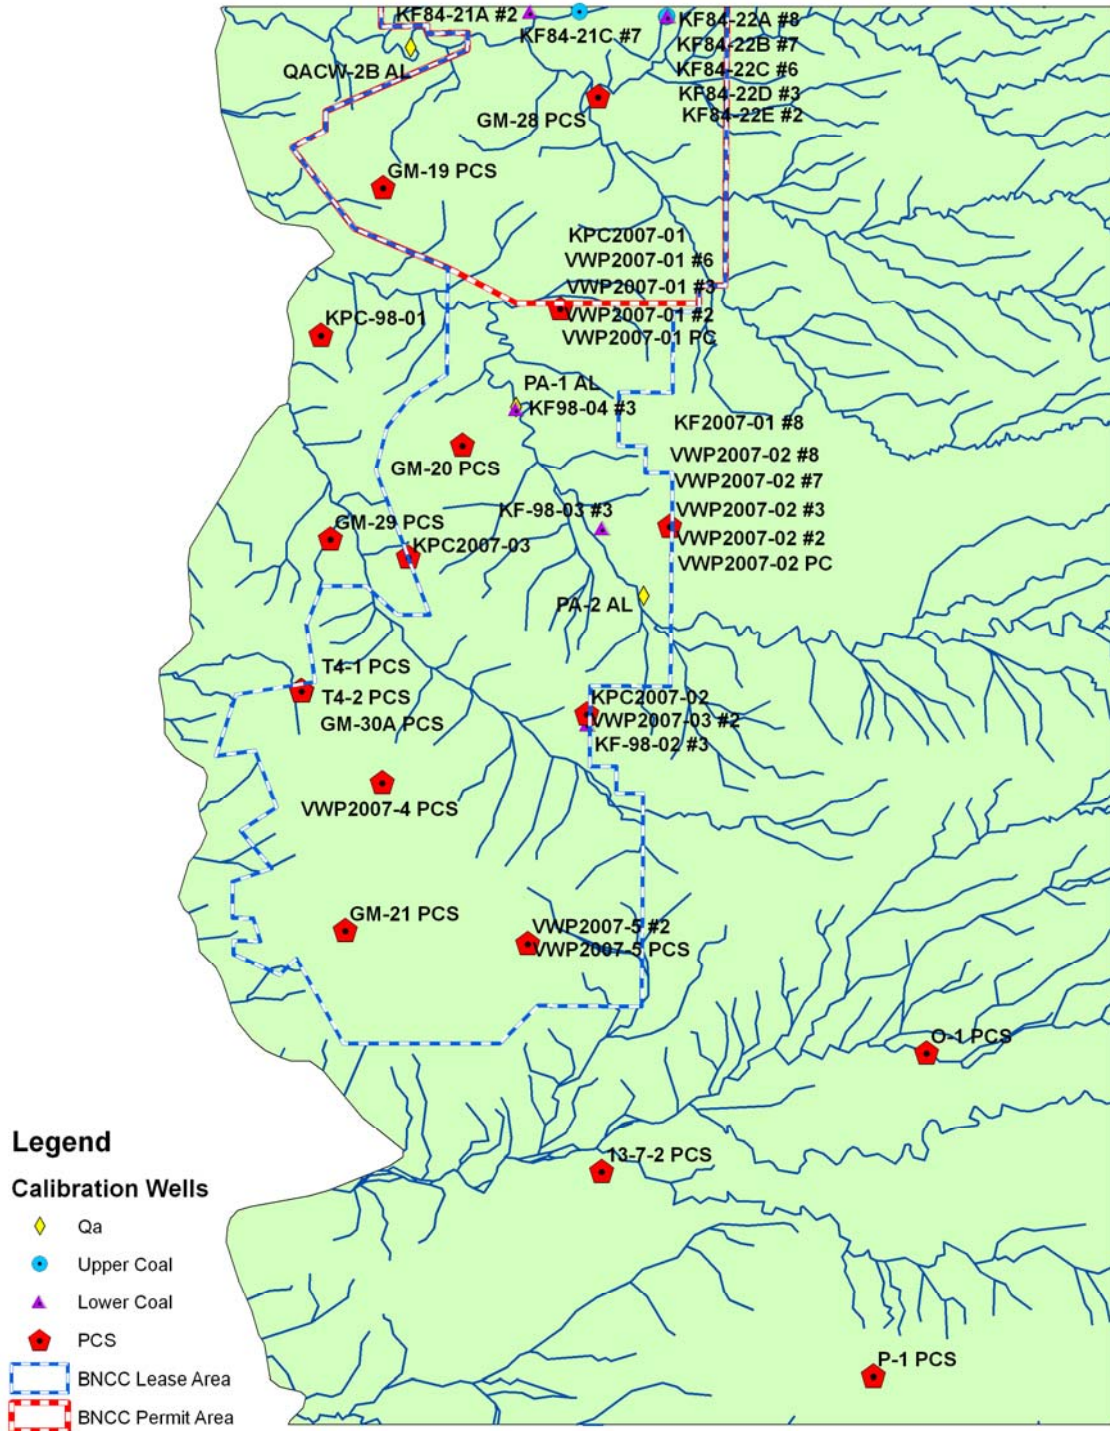 KF84-21A #2
KF84-22A #8
KF84-21C #7
KF84-22B #7
QACW-2B AL
KF84-22C #6
KF84-22D #3
GM-28 PCS
KF84-22E #2
GM-19 PCS
KPC2007-01
VWP2007-01 #6
VWP2007-01 #3
KPC-98-01
VWP2007-01 #2
VWP2007-01 PC
PA-1 AL
KF98-04 #3
KF2007-01 #8
GM-20 PCS
VWP2007-02 #8
VWP2007-02 #7
KF-98-03 #3
VWP2007-02 #3
GM-29 PCS
VWP2007-02 #2
KPC2007-03
VWP2007-02 PC
PA-2 AL
T4-1 PCS
T4-2 PCS
KPC2007-02
GM-30A PCS
VWP2007-03 #2
KF-98-02 #3
VWP2007-4 PCS
GM-21 PCS
VWP2007-5 #2
VWP2007-5 PCS
O-1 PCS
13-7-2 PCS
P-1 PCS
Legend
Calibration Wells
Qa
Upper Coal
Lower Coal
PCS
BNCC Lease Area
BNCC Permit Area